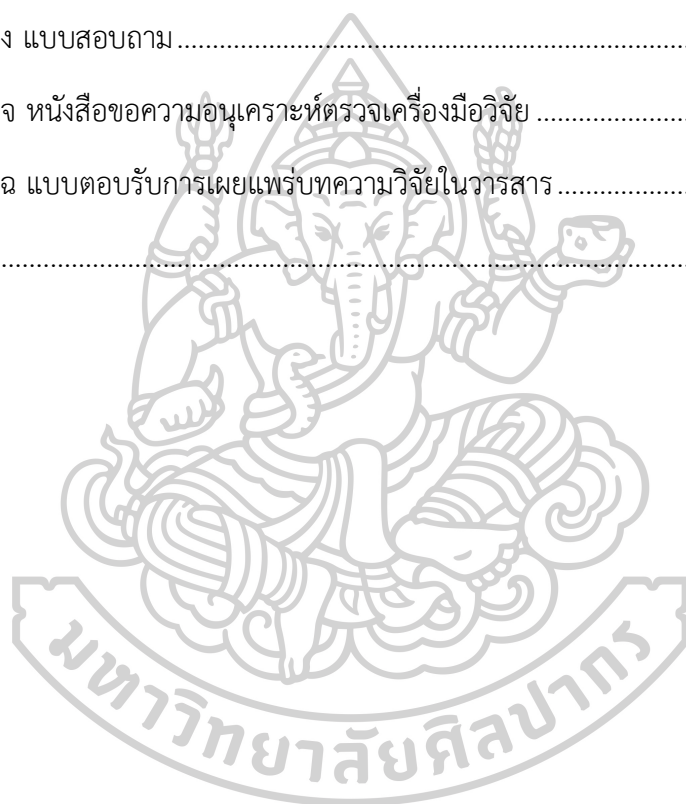 ง แบบสอบถาม........................................................................
จ หนังสือขอความอนุเคราะห์ตรวจเครื่องมือวิจัย.....................
ฉ แบบตอบรับการเผยแพร่บทความวิจัยในวารสาร..................
................................................................................................
มหาวิทยาลัยศิลปากร